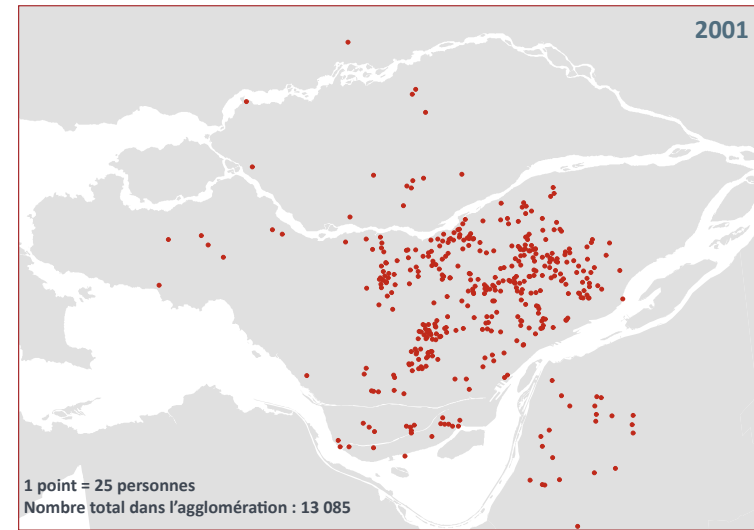 2001
1 point = 25 personnes
Nombre total dans l'agglomération : 13 085